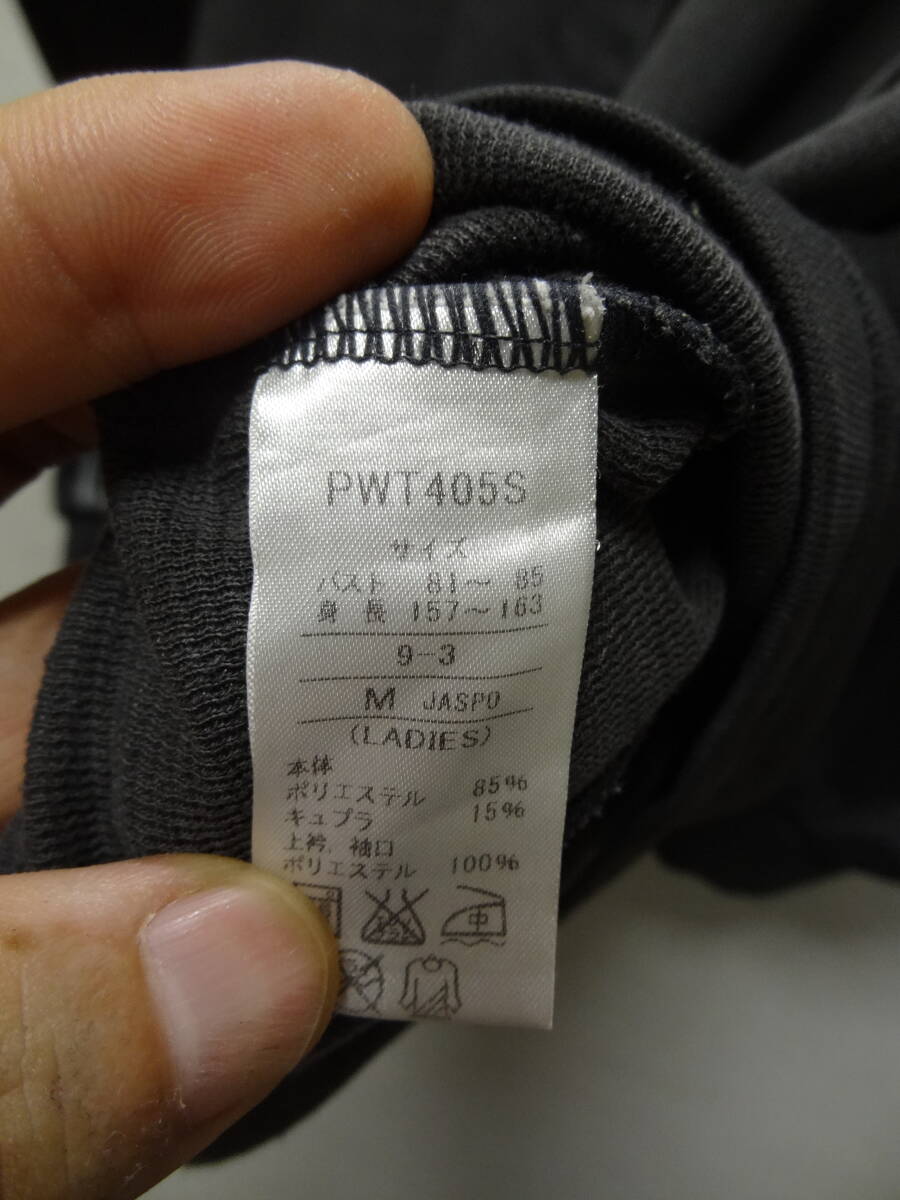 PWT405S
サイズ
バスト 81〜 85
身長 157〜163
9-3
M JASPO
(LADIES)
本体
ポリエステル 85%
キュプラ 15%
上衿、袖口
ポリエステル 100%
中